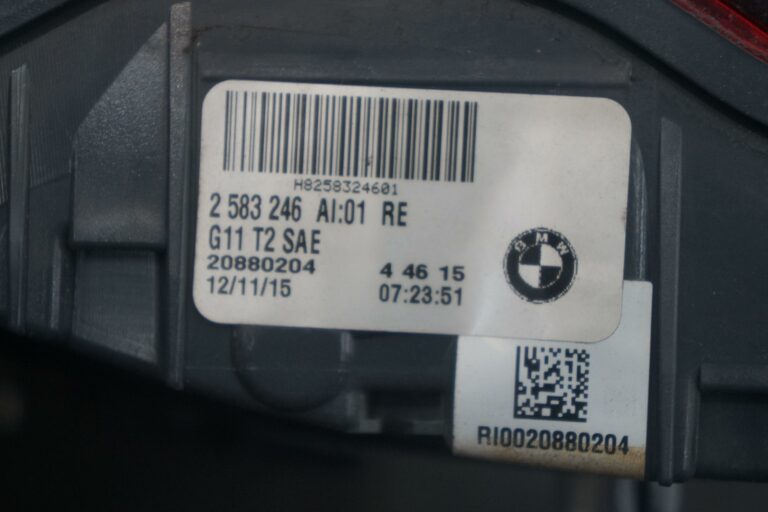 H8258324601
2 583 246 AI:01 RE
G11 T2 SAE
20880204 4 46 15
12/11/15 07:23:51
BMW
RI0020880204